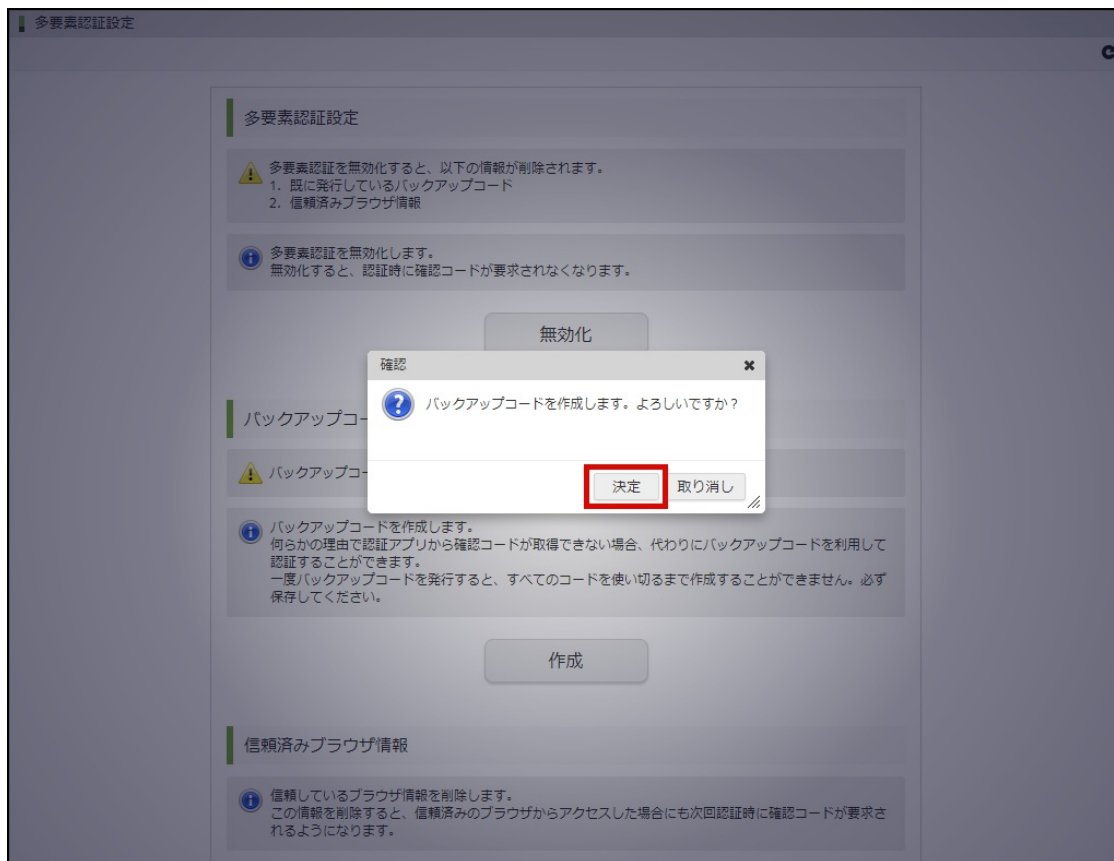 多要素認証設定
多要素認証設定
多要素認証を無効化すると、以下の情報が削除されます。
1. 既に発行しているバックアップコード
2. 信頼済みブラウザ情報
多要素認証を無効化します。
無効化すると、認証時に確認コードが要求されなくなります。
無効化
確認
バックアップコードを作成します。よろしいですか？
決定 取り消し
バックアップコー
バックアップコー
バックアップコードを作成します。
何らかの理由で認証アプリから確認コードが取得できない場合、代わりにバックアップコードを利用して
認証することができます。
一度バックアップコードを発行すると、すべてのコードを使い切るまで作成することができません。必ず
保存してください。
作成
信頼済みブラウザ情報
信頼しているブラウザ情報を削除します。
この情報を削除すると、信頼済みのブラウザからアクセスした場合にも次回認証時に確認コードが要求さ
れるようになります。